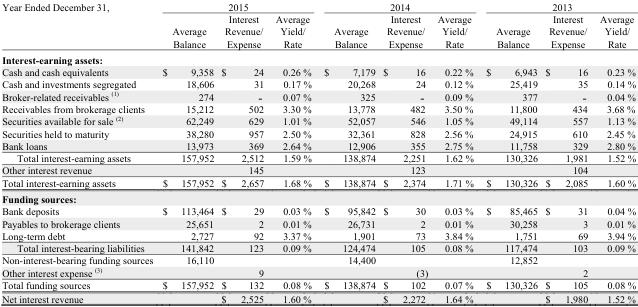 Year Ended December 31, 2015 2014 2013
Interest Average Interest Average Interest Average
Average Revenue/ Yield/ Average Revenue/ Yield/ Average Revenue/ Yield/
Balance Expense Rate Balance Expense Rate Balance Expense Rate
Interest-earning assets:
Cash and cash equivalents $ 9,358 $ 24 0.26 % $ 7,179 $ 16 0.22 % $ 6,943 $ 16 0.23 %
Cash and investments segregated 18,606 31 0.17 % 20,268 24 0.12 % 25,419 35 0.14 %
Broker-related receivables (1) 274 - 0.07 % 325 - 0.09 % 377 - 0.04 %
Receivables from brokerage clients 15,212 502 3.30 % 13,778 482 3.50 % 11,800 434 3.68 %
Securities available for sale (2) 62,249 629 1.01 % 52,057 546 1.05 % 49,114 557 1.13 %
Securities held to maturity 38,280 957 2.50 % 32,361 828 2.56 % 24,915 610 2.45 %
Bank loans 13,973 369 2.64 % 12,906 355 2.75 % 11,758 329 2.80 %
Total interest-earning assets 157,952 2,512 1.59 % 138,874 2,251 1.62 % 130,326 1,981 1.52 %
Other interest revenue 145 123 104
Total interest-earning assets $ 157,952 $ 2,657 1.68 % $ 138,874 $ 2,374 1.71 % $ 130,326 $ 2,085 1.60 %
Funding sources:
Bank deposits $ 113,464 $ 29 0.03 % $ 95,842 $ 30 0.03 % $ 85,465 $ 31 0.04 %
Payables to brokerage clients 25,651 2 0.01 % 26,731 2 0.01 % 30,258 3 0.01 %
Long-term debt 2,727 92 3.37 % 1,901 73 3.84 % 1,751 69 3.94 %
Total interest-bearing liabilities 141,842 123 0.09 % 124,474 105 0.08 % 117,474 103 0.09 %
Non-interest-bearing funding sources 16,110 14,400 12,852
Other interest expense (3) 9 (3) 2
Total funding sources $ 157,952 $ 132 0.08 % $ 138,874 $ 102 0.07 % $ 130,326 $ 105 0.08 %
Net interest revenue $ 2,525 1.60 % $ 2,272 1.64 % $ 1,980 1.52 %